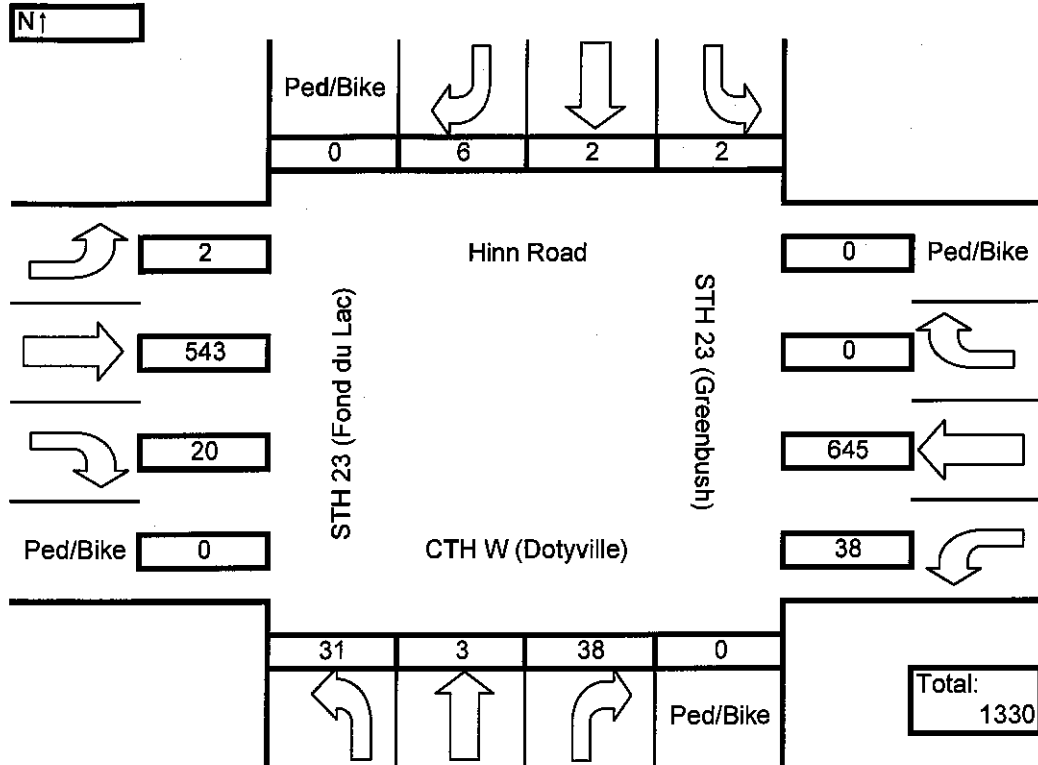 N↑
Ped/Bike
0 6 2 2
2
Hinn Road
0 Ped/Bike
STH 23 (Fond du Lac)
STH 23 (Greenbush)
543
0
20
645
Ped/Bike 0
CTH W (Dotyville)
38
31 3 38 0
Ped/Bike
Total:
1330